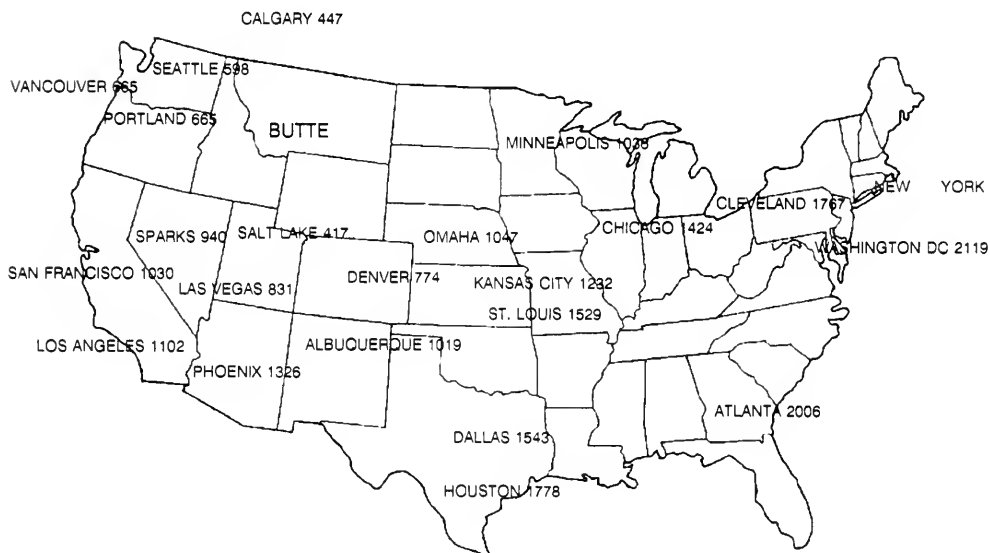 CALGARY 447
SEATTLE 598
VANCOUVER 665
PORTLAND 665
BUTTE
MINNEAPOLIS 1038
NEW YORK
CLEVELAND 1767
CHICAGO 1424
SPARKS 940
SALT LAKE 417
OMAHA 1047
WASHINGTON DC 2119
SAN FRANCISCO 1030
LAS VEGAS 831
DENVER 774
KANSAS CITY 1232
ST. LOUIS 1529
LOS ANGELES 1102
ALBUQUERQUE 1019
PHOENIX 1326
ATLANTA 2006
DALLAS 1543
HOUSTON 1778